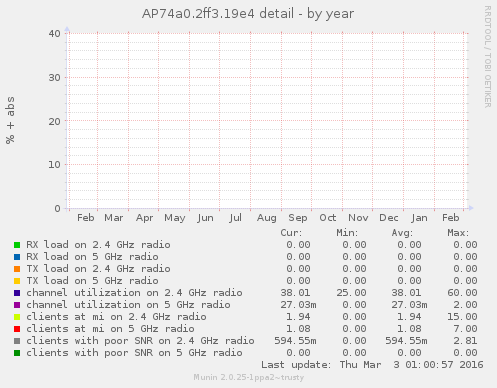 AP74a0.2ff3.19e4 detail - by year
RRDTOOL / TOBI OETIKER
% + abs
40
30
20
10
0
Feb Mar Apr May Jun Jul Aug Sep Oct Nov Dec Jan Feb
Cur: Min: Avg: Max:
RX load on 2.4 GHz radio 0.00 0.00 0.00 0.00
RX load on 5 GHz radio 0.00 0.00 0.00 0.00
TX load on 2.4 GHz radio 0.00 0.00 0.00 0.00
TX load on 5 GHz radio 0.00 0.00 0.00 0.00
channel utilization on 2.4 GHz radio 38.01 25.00 38.01 60.00
channel utilization on 5 GHz radio 27.03m 0.00 27.03m 2.00
clients at mi on 2.4 GHz radio 1.94 0.00 1.94 15.00
clients at mi on 5 GHz radio 1.08 0.00 1.08 7.00
clients with poor SNR on 2.4 GHz radio 594.55m 0.00 594.55m 2.81
clients with poor SNR on 5 GHz radio 0.00 0.00 0.00 0.00
Last update: Thu Mar 3 01:00:57 2016
Munin 2.0.25-1ppa2~trusty